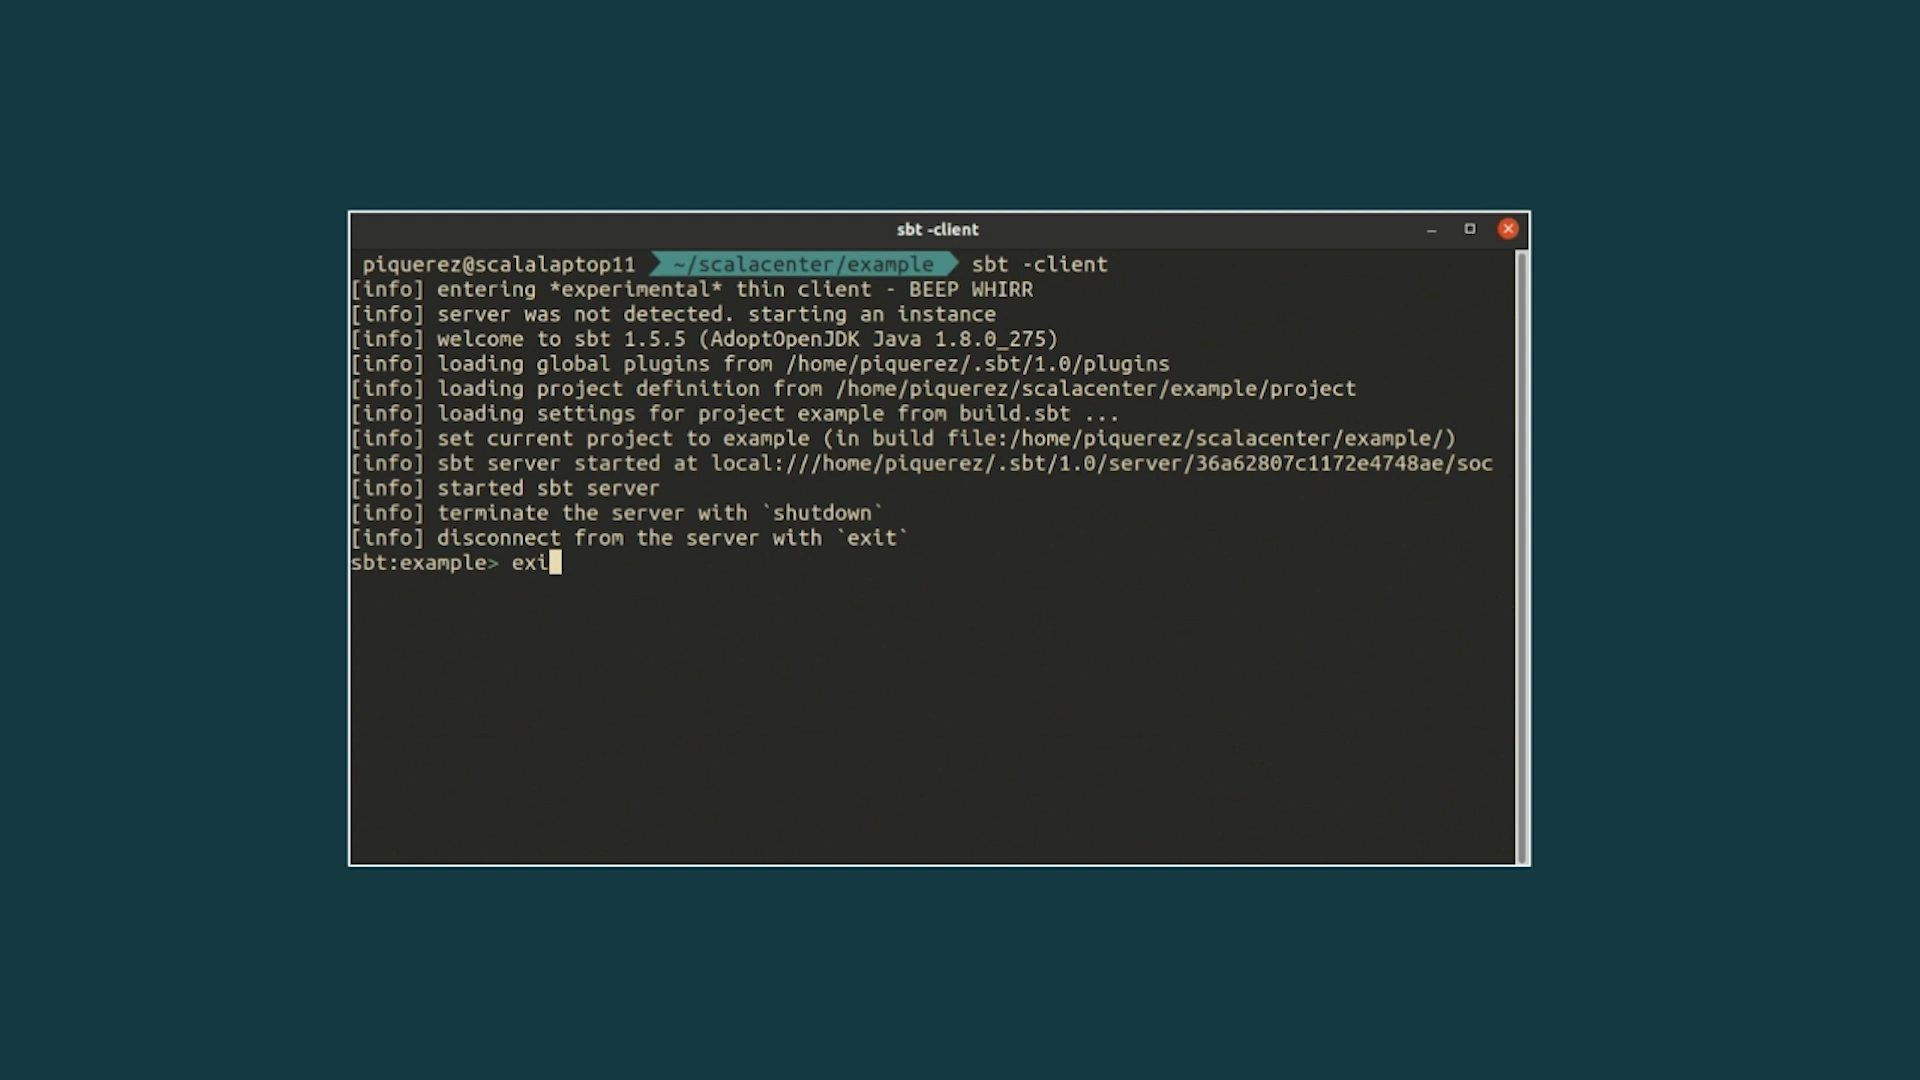 sbt -client
piquerez@scalalaptop11 ~/scalacenter/example sbt -client
[info] entering *experimental* thin client - BEEP WHIRR
[info] server was not detected. starting an instance
[info] welcome to sbt 1.5.5 (AdoptOpenJDK Java 1.8.0_275)
[info] loading global plugins from /home/piquerez/.sbt/1.0/plugins
[info] loading project definition from /home/piquerez/scalacenter/example/project
[info] loading settings for project example from build.sbt ...
[info] set current project to example (in build file:/home/piquerez/scalacenter/example/)
[info] sbt server started at local:///home/piquerez/.sbt/1.0/server/36a62807c1172e4748ae/soc
[info] started sbt server
[info] terminate the server with `shutdown`
[info] disconnect from the server with `exit`
sbt:example> exi